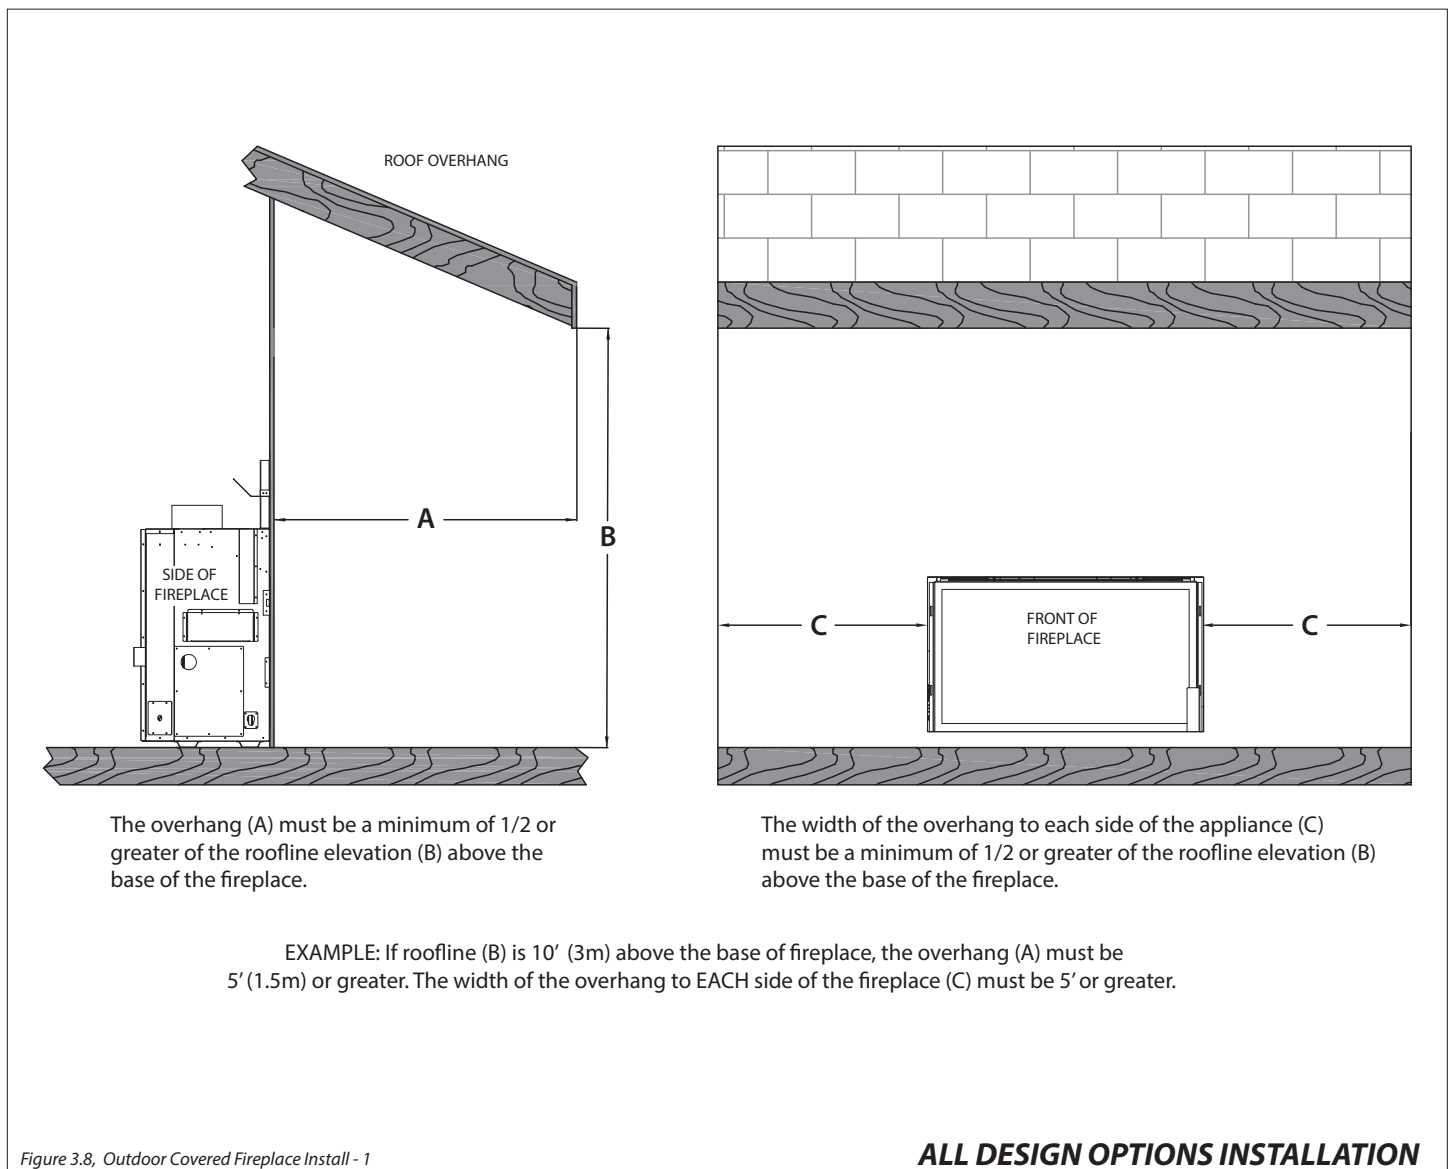 ROOF OVERHANG
A
B
SIDE OF
FIREPLACE
C
FRONT OF
FIREPLACE
C
The overhang (A) must be a minimum of 1/2 or
greater of the roofline elevation (B) above the
base of the fireplace.
The width of the overhang to each side of the appliance (C)
must be a minimum of 1/2 or greater of the roofline elevation (B)
above the base of the fireplace.
EXAMPLE: If roofline (B) is 10’ (3m) above the base of fireplace, the overhang (A) must be
5’ (1.5m) or greater. The width of the overhang to EACH side of the fireplace (C) must be 5’ or greater.
Figure 3.8, Outdoor Covered Fireplace Install - 1
ALL DESIGN OPTIONS INSTALLATION